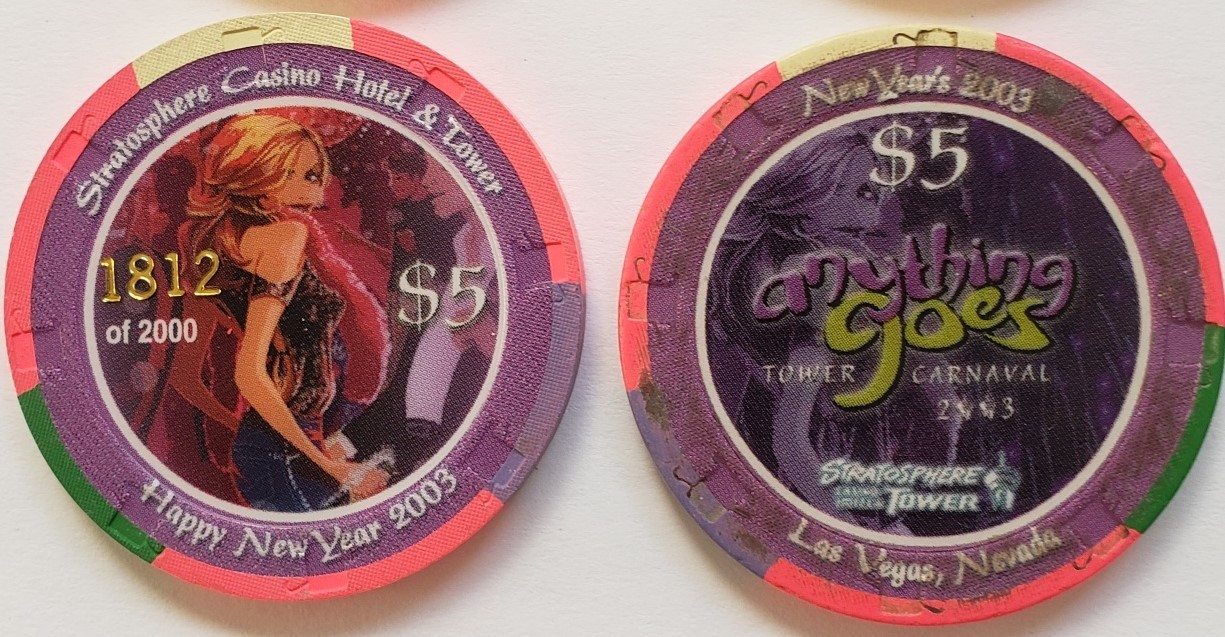 Stratosphere Casino Hotel & Tower
1812
of 2000
$5
Happy New Year 2003
New Year's 2003
$5
anything
goes
TOWER CARNAVAL
2003
STRATOSPHERE
TOWER
Las Vegas, Nevada